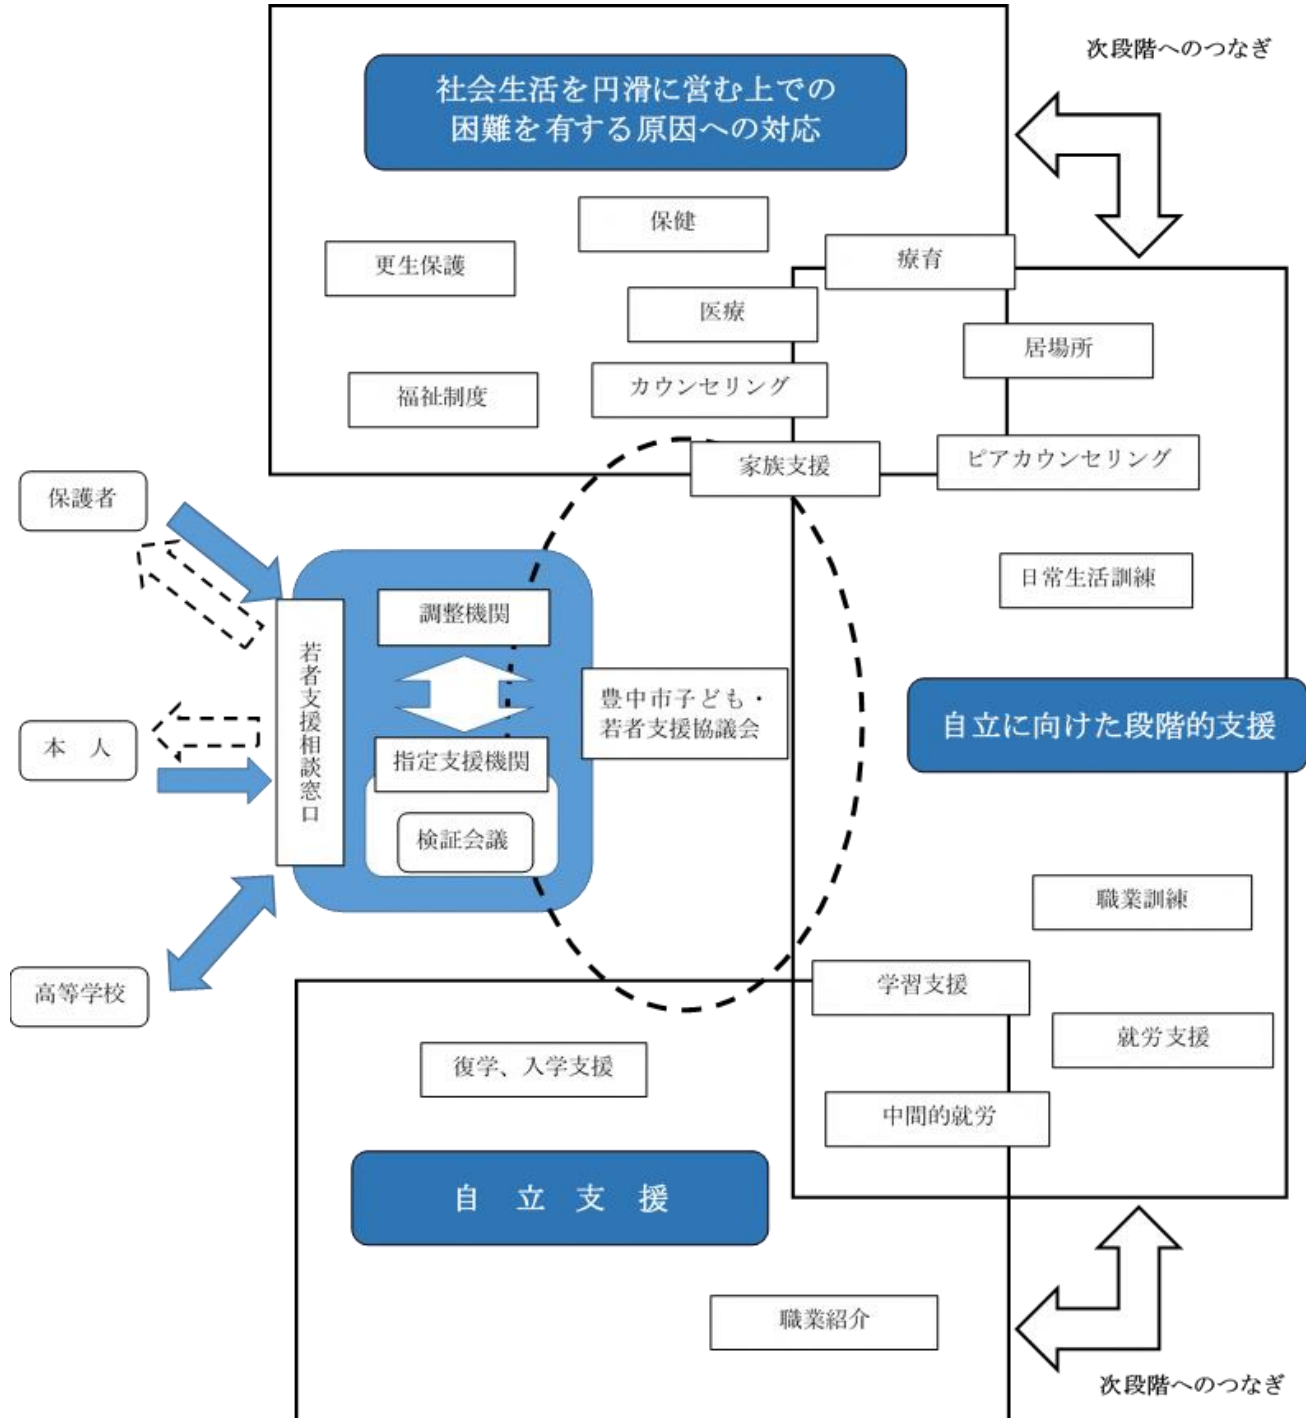 次段階へのつなぎ
社会生活を円滑に営む上での
困難を有する原因への対応
保健
更生保護
療育
医療
居場所
カウンセリング
福祉制度
家族支援
ピアカウンセリング
保護者
日常生活訓練
調整機関
若者支援相談窓口
豊中市子ども・
若者支援協議会
自立に向けた段階的支援
本　人
指定支援機関
検証会議
職業訓練
高等学校
学習支援
就労支援
復学、入学支援
中間的就労
自　立　支　援
職業紹介
次段階へのつなぎ